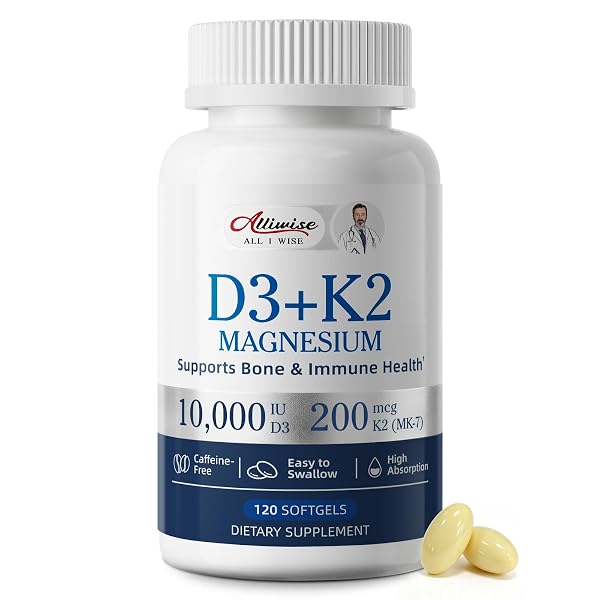 Alliwise
ALL I WISE
D3+K2
MAGNESIUM
Supports Bone & Immune Health†
10,000 IU D3 200 mcg K2 (MK-7)
Caffeine-Free Easy to Swallow High Absorption
120 SOFTGELS
DIETARY SUPPLEMENT